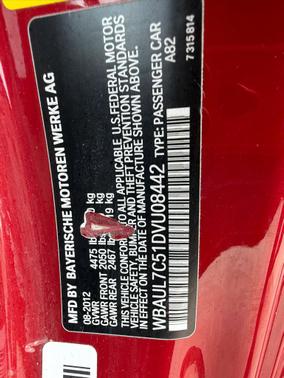 MFD BY BAYERISCHE MOTOREN WERKE AG
08-2012
GVWR 4475 lb kg
GAWR FRONT 2050 lb kg
GAWR REAR 2467 lb kg
THIS VEHICLE CONFORMS TO ALL APPLICABLE U.S. FEDERAL MOTOR
VEHICLE SAFETY, BUMPER AND THEFT PREVENTION STANDARDS IN
EFFECT ON THE DATE OF MANUFACTURE SHOWN ABOVE.
WBAUL7C51DVU08442 TYPE: PASSENGER CAR
A82
7315814